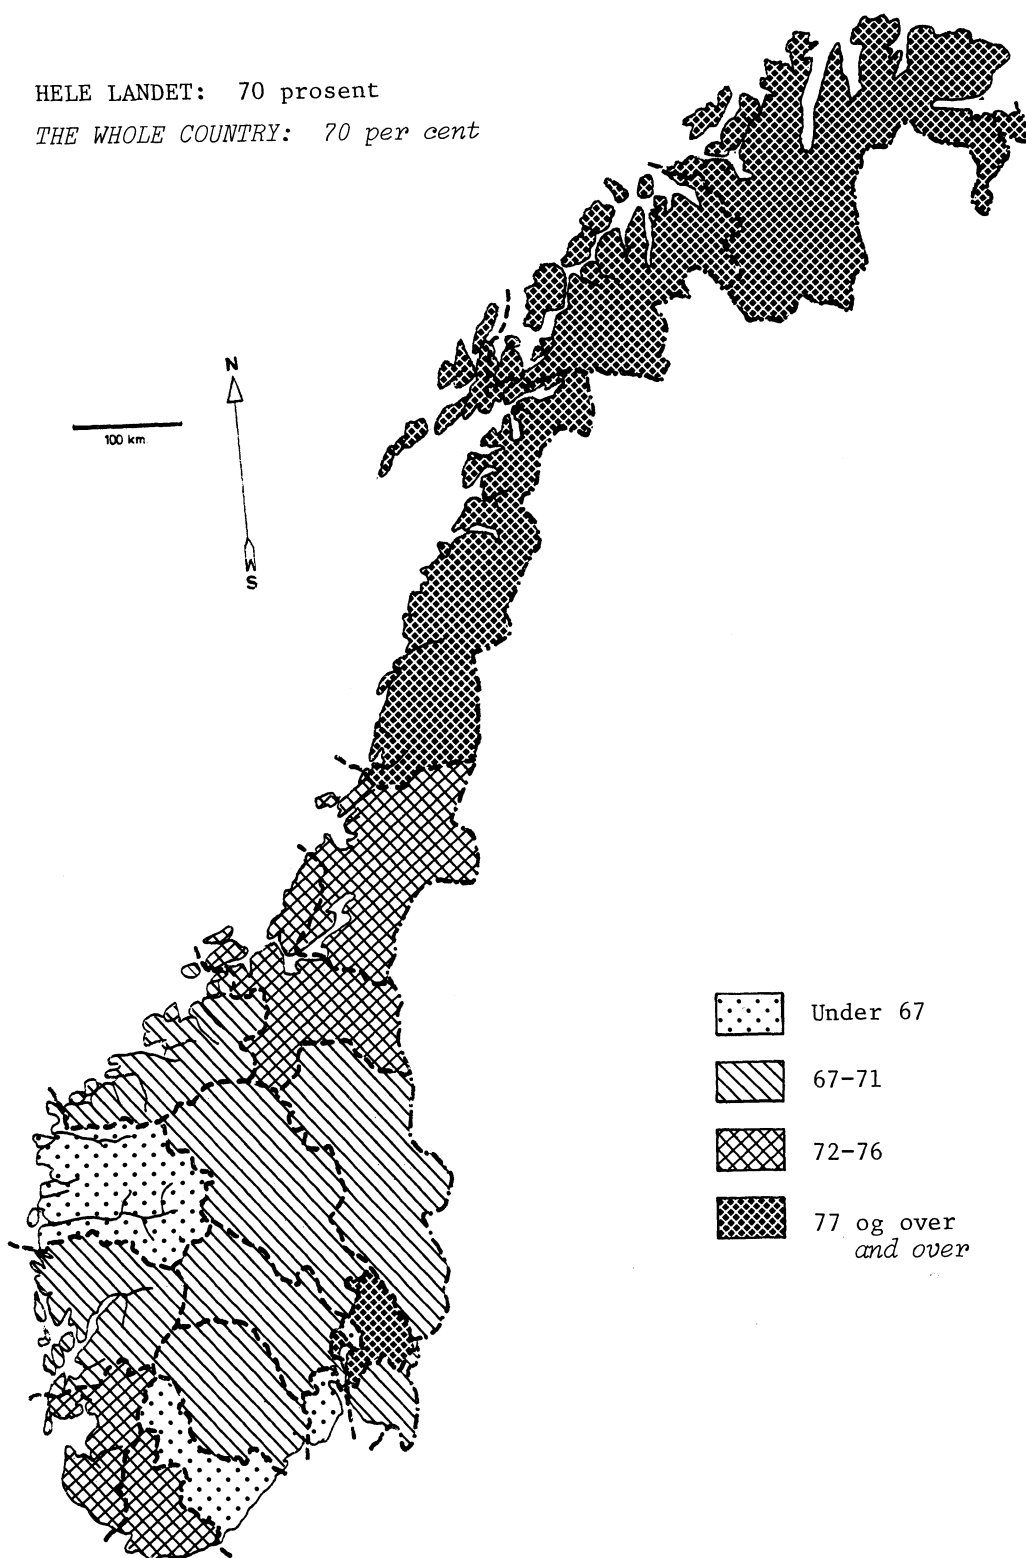 HELE LANDET: 70 prosent
THE WHOLE COUNTRY: 70 per cent
N
100 km
S
Under 67
67-71
72-76
77 og over
and over